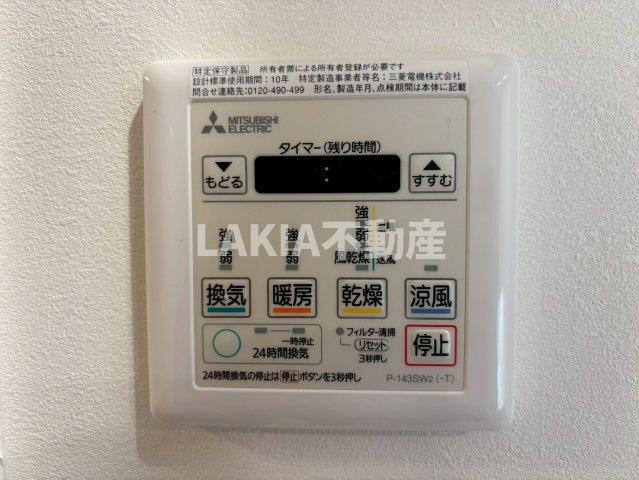 特定保守製品 所有者票による所有者登録が必要です
設計標準使用期間：10年 特定製造事業者等名：三菱電機株式会社
問合せ連絡先：0120-490-499 形名、製造年月、点検期間は本体に記載
MITSUBISHI
ELECTRIC
タイマー(残り時間)
もどる
すすむ
強 強 強
弱 弱 弱
風乾燥 送風
LAKIA不動産
換気 暖房 乾燥 涼風
一時停止
24時間換気
フィルター清掃
リセット
3秒押し
停止
24時間換気の停止は停止ボタンを3秒押し
P-143SW2(-T)